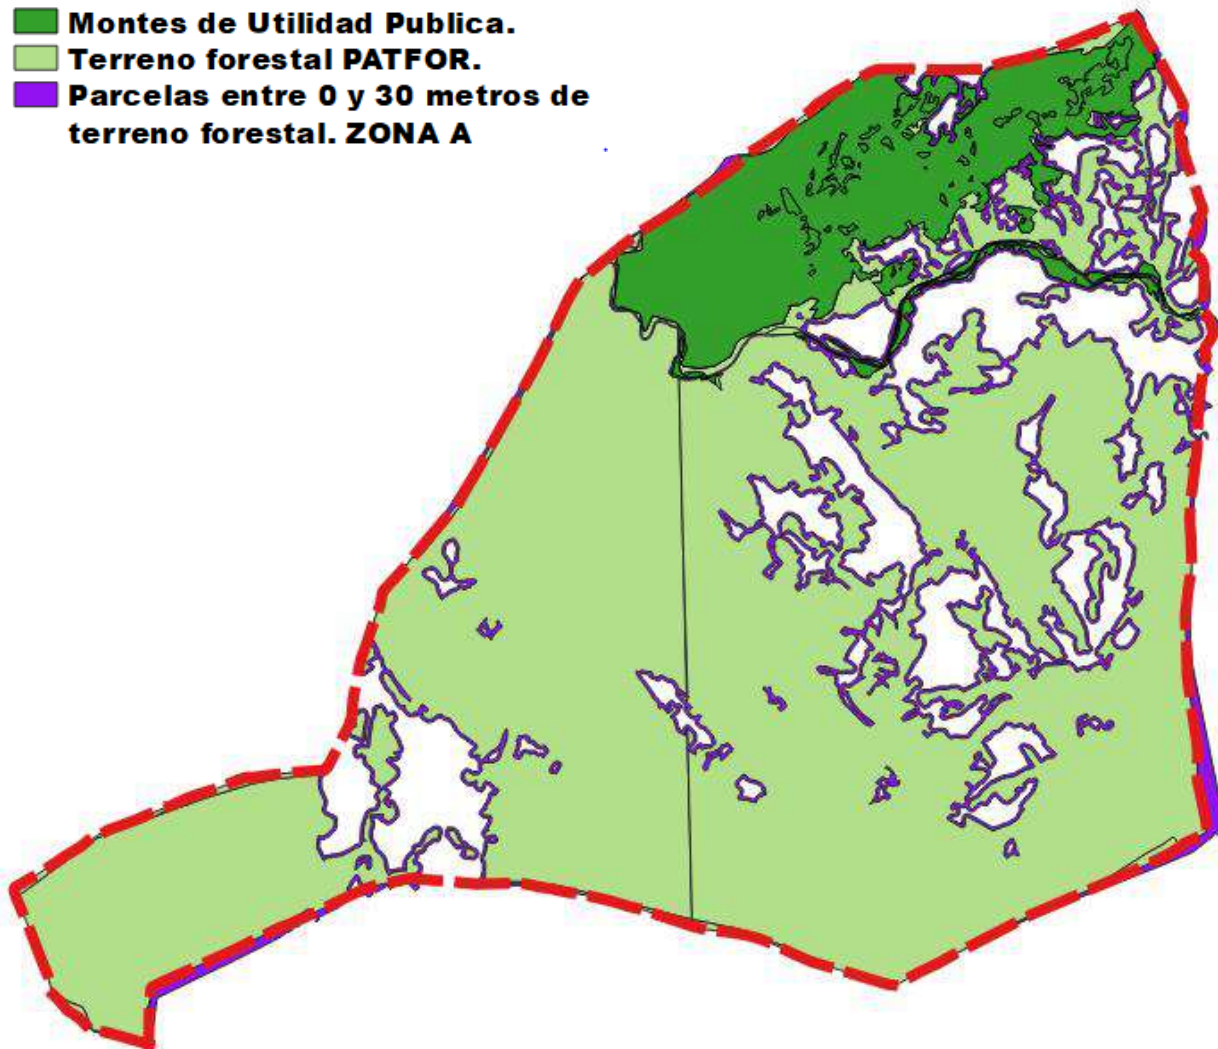 Montes de Utilidad Publica.
Terreno forestal PATFOR.
Parcelas entre 0 y 30 metros de
terreno forestal. ZONA A